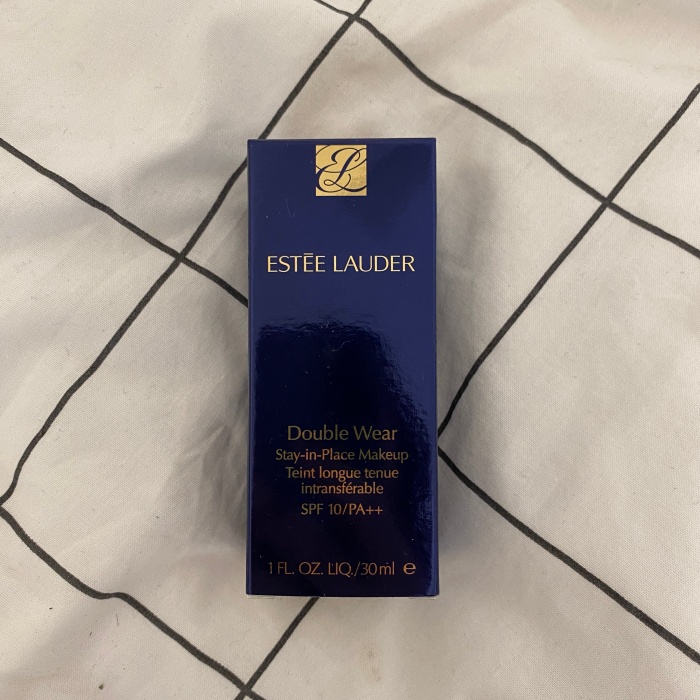 EL
ESTĒE LAUDER
Double Wear
Stay-in-Place Makeup
Teint longue tenue
intransférable
SPF 10/PA++
1 FL. OZ. LIQ./30 ml ℮